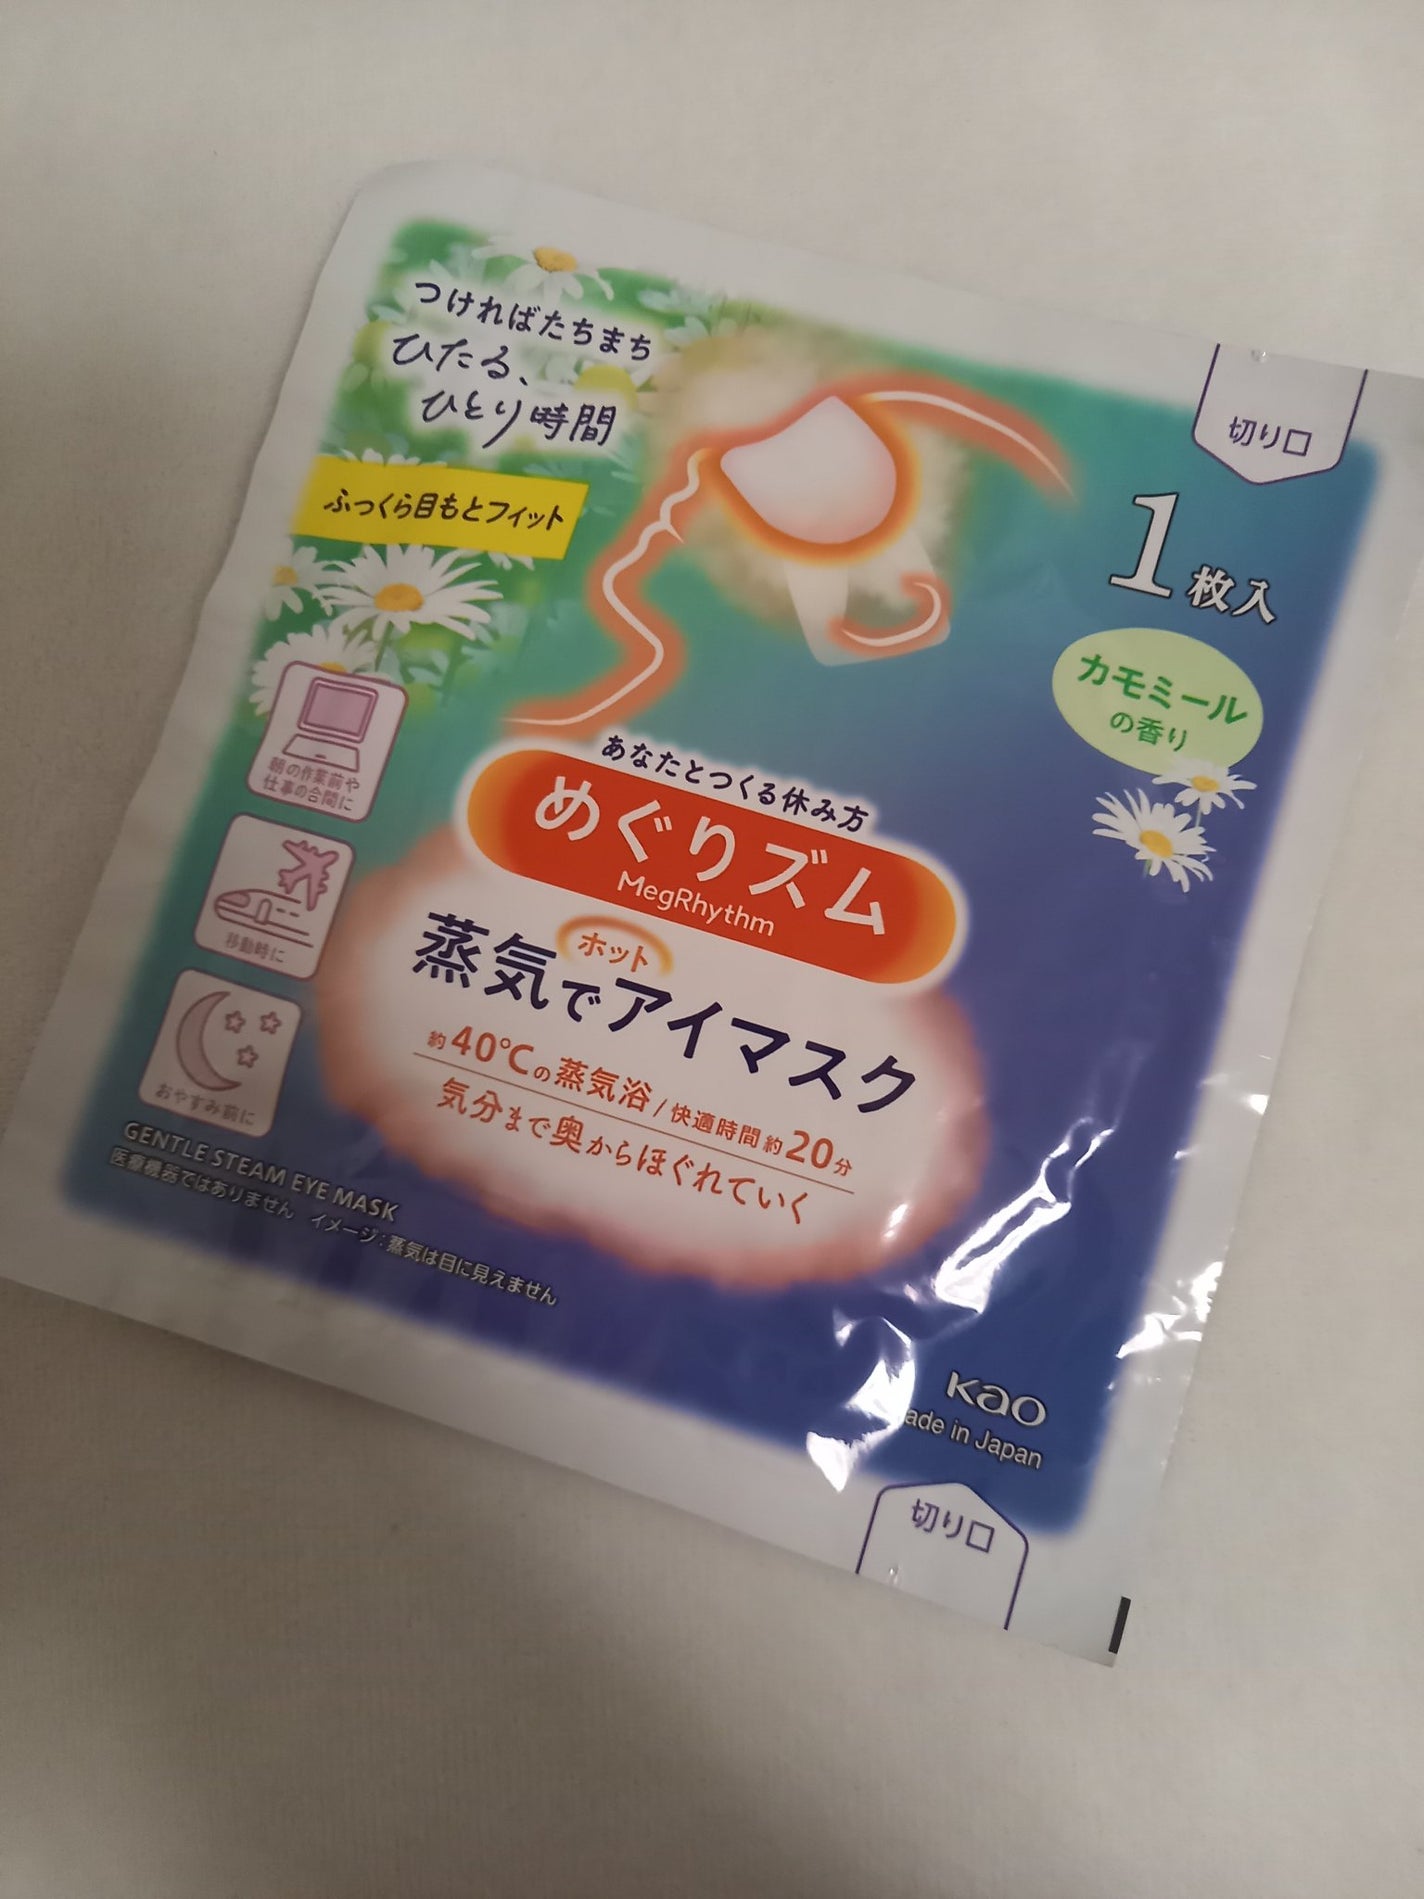 つければたちまち
ひたる、
ひとり時間
ふっくら目もとフィット
切り口
1枚入
カモミール
の香り
朝の作業前や
仕事の合間に
移動時に
おやすみ前に
あなたとつくる休み方
めぐりズム
MegRhythm
蒸気でホットアイマスク
約40℃の蒸気浴/快適時間約20分
気分まで奥からほぐれていく
GENTLE STEAM EYE MASK
医療機器ではありません イメージ:蒸気は目に見えません
Kao
ade in Japan
切り口